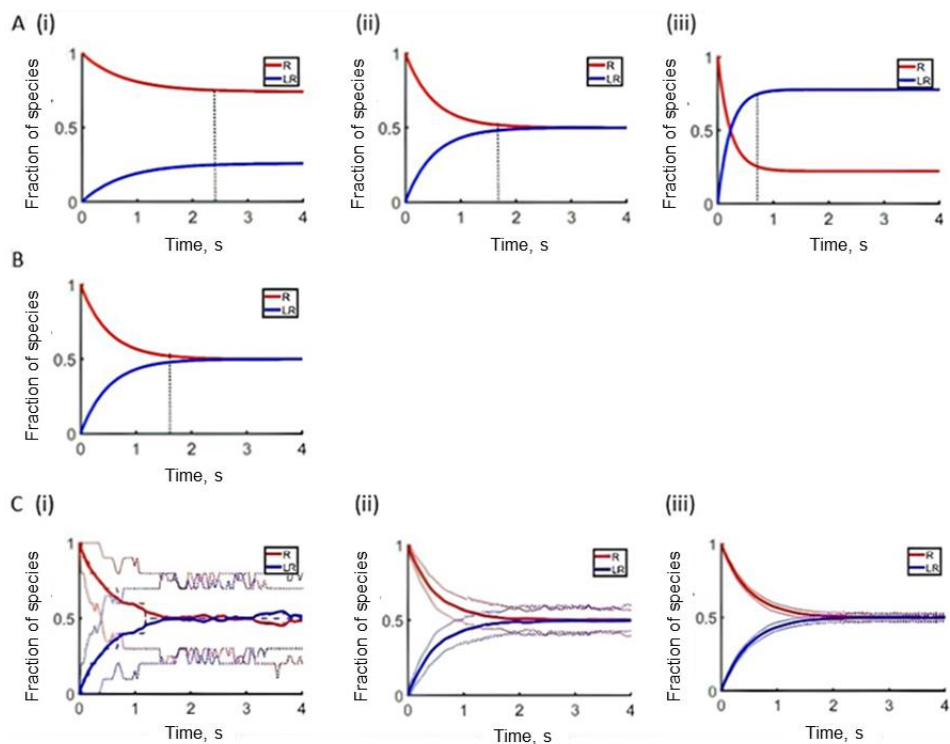 A (i)
(ii)
(iii)
Fraction of species
1
0.5
0
R
LR
0 1 2 3 4
Time, s
Fraction of species
1
0.5
0
R
LR
0 1 2 3 4
Time, s
Fraction of species
1
0.5
0
R
LR
0 1 2 3 4
Time, s
B
Fraction of species
1
0.5
0
R
LR
0 1 2 3 4
Time, s
C (i)
(ii)
(iii)
Fraction of species
1
0.5
0
R
LR
0 1 2 3 4
Time, s
Fraction of species
1
0.5
0
R
LR
0 1 2 3 4
Time, s
Fraction of species
1
0.5
0
R
LR
0 1 2 3 4
Time, s